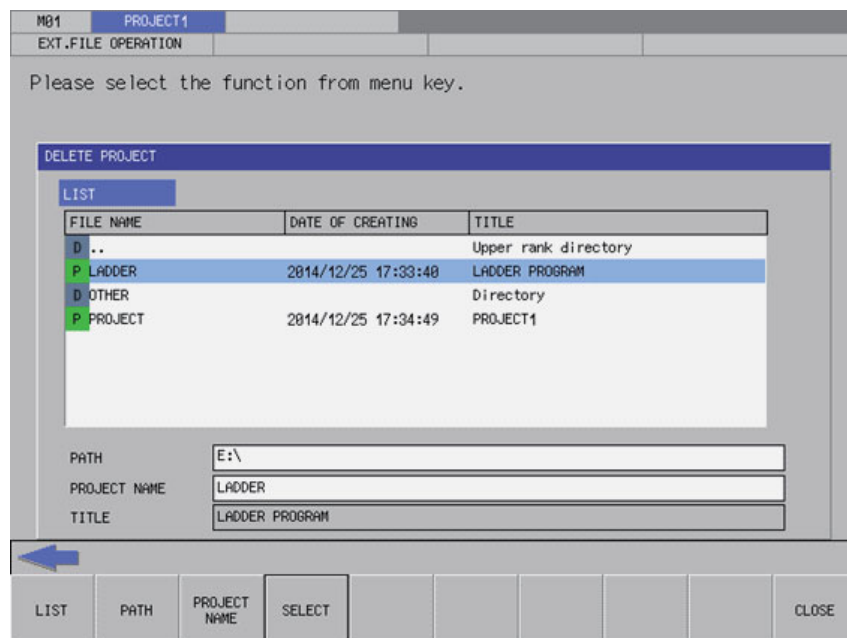 M01 PROJECT1
EXT.FILE OPERATION
Please select the function from menu key.
DELETE PROJECT
LIST
FILE NAME DATE OF CREATING TITLE
D .. Upper rank directory
P LADDER 2014/12/25 17:33:40 LADDER PROGRAM
D OTHER Directory
P PROJECT 2014/12/25 17:34:49 PROJECT1
PATH E:\
PROJECT NAME LADDER
TITLE LADDER PROGRAM
LIST PATH PROJECT NAME SELECT CLOSE